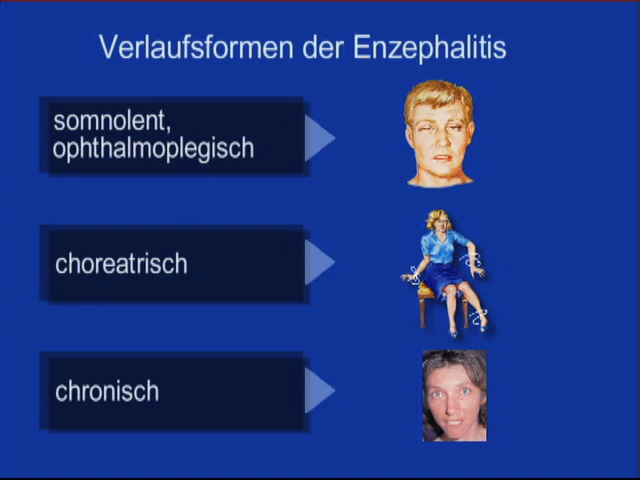 Verlaufsformen der Enzephalitis
somnolent,
ophthalmoplegisch
choreatrisch
chronisch